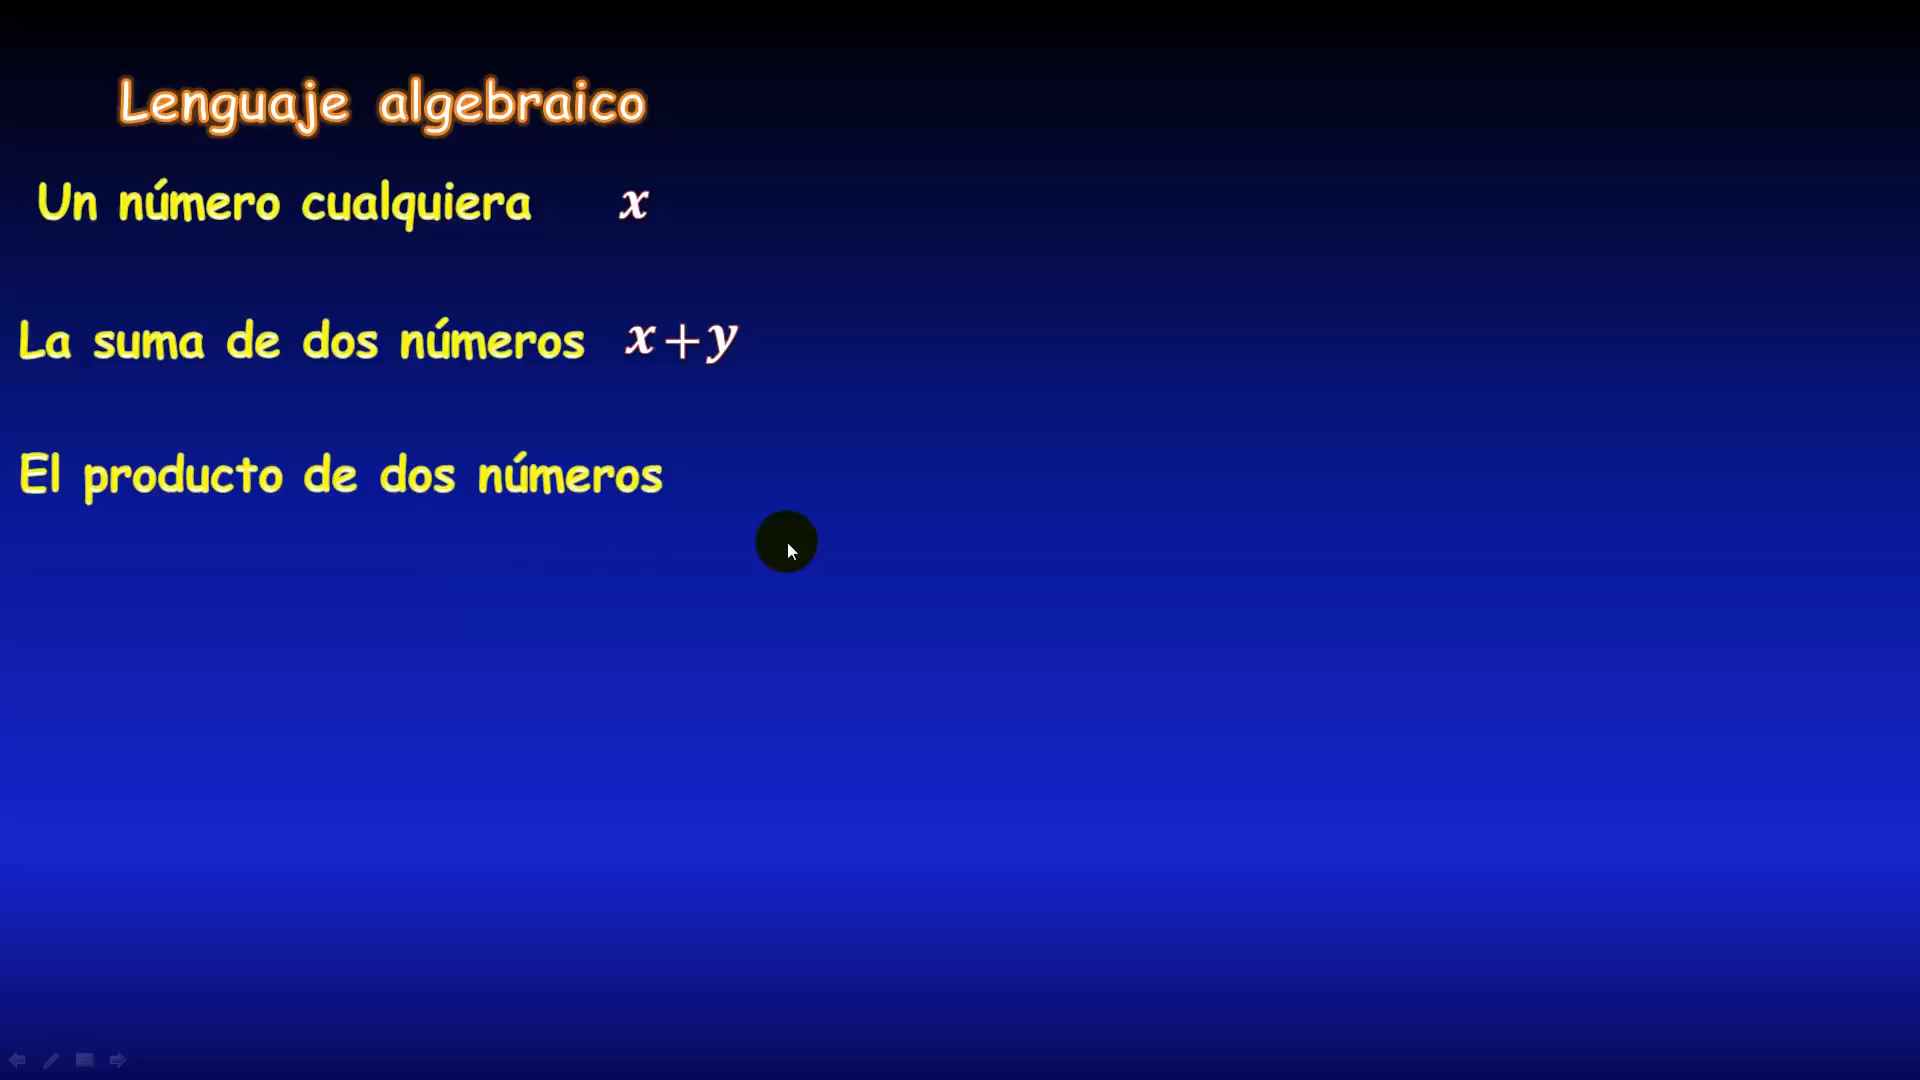 Lenguaje algebraico
Un número cualquiera x
La suma de dos números x+y
El producto de dos números